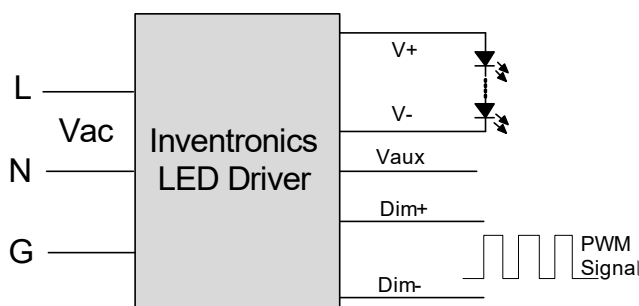 L
Vac
N
G
Inventronics
LED Driver
V+
V-
Vaux
Dim+
Dim-
PWM
Signal